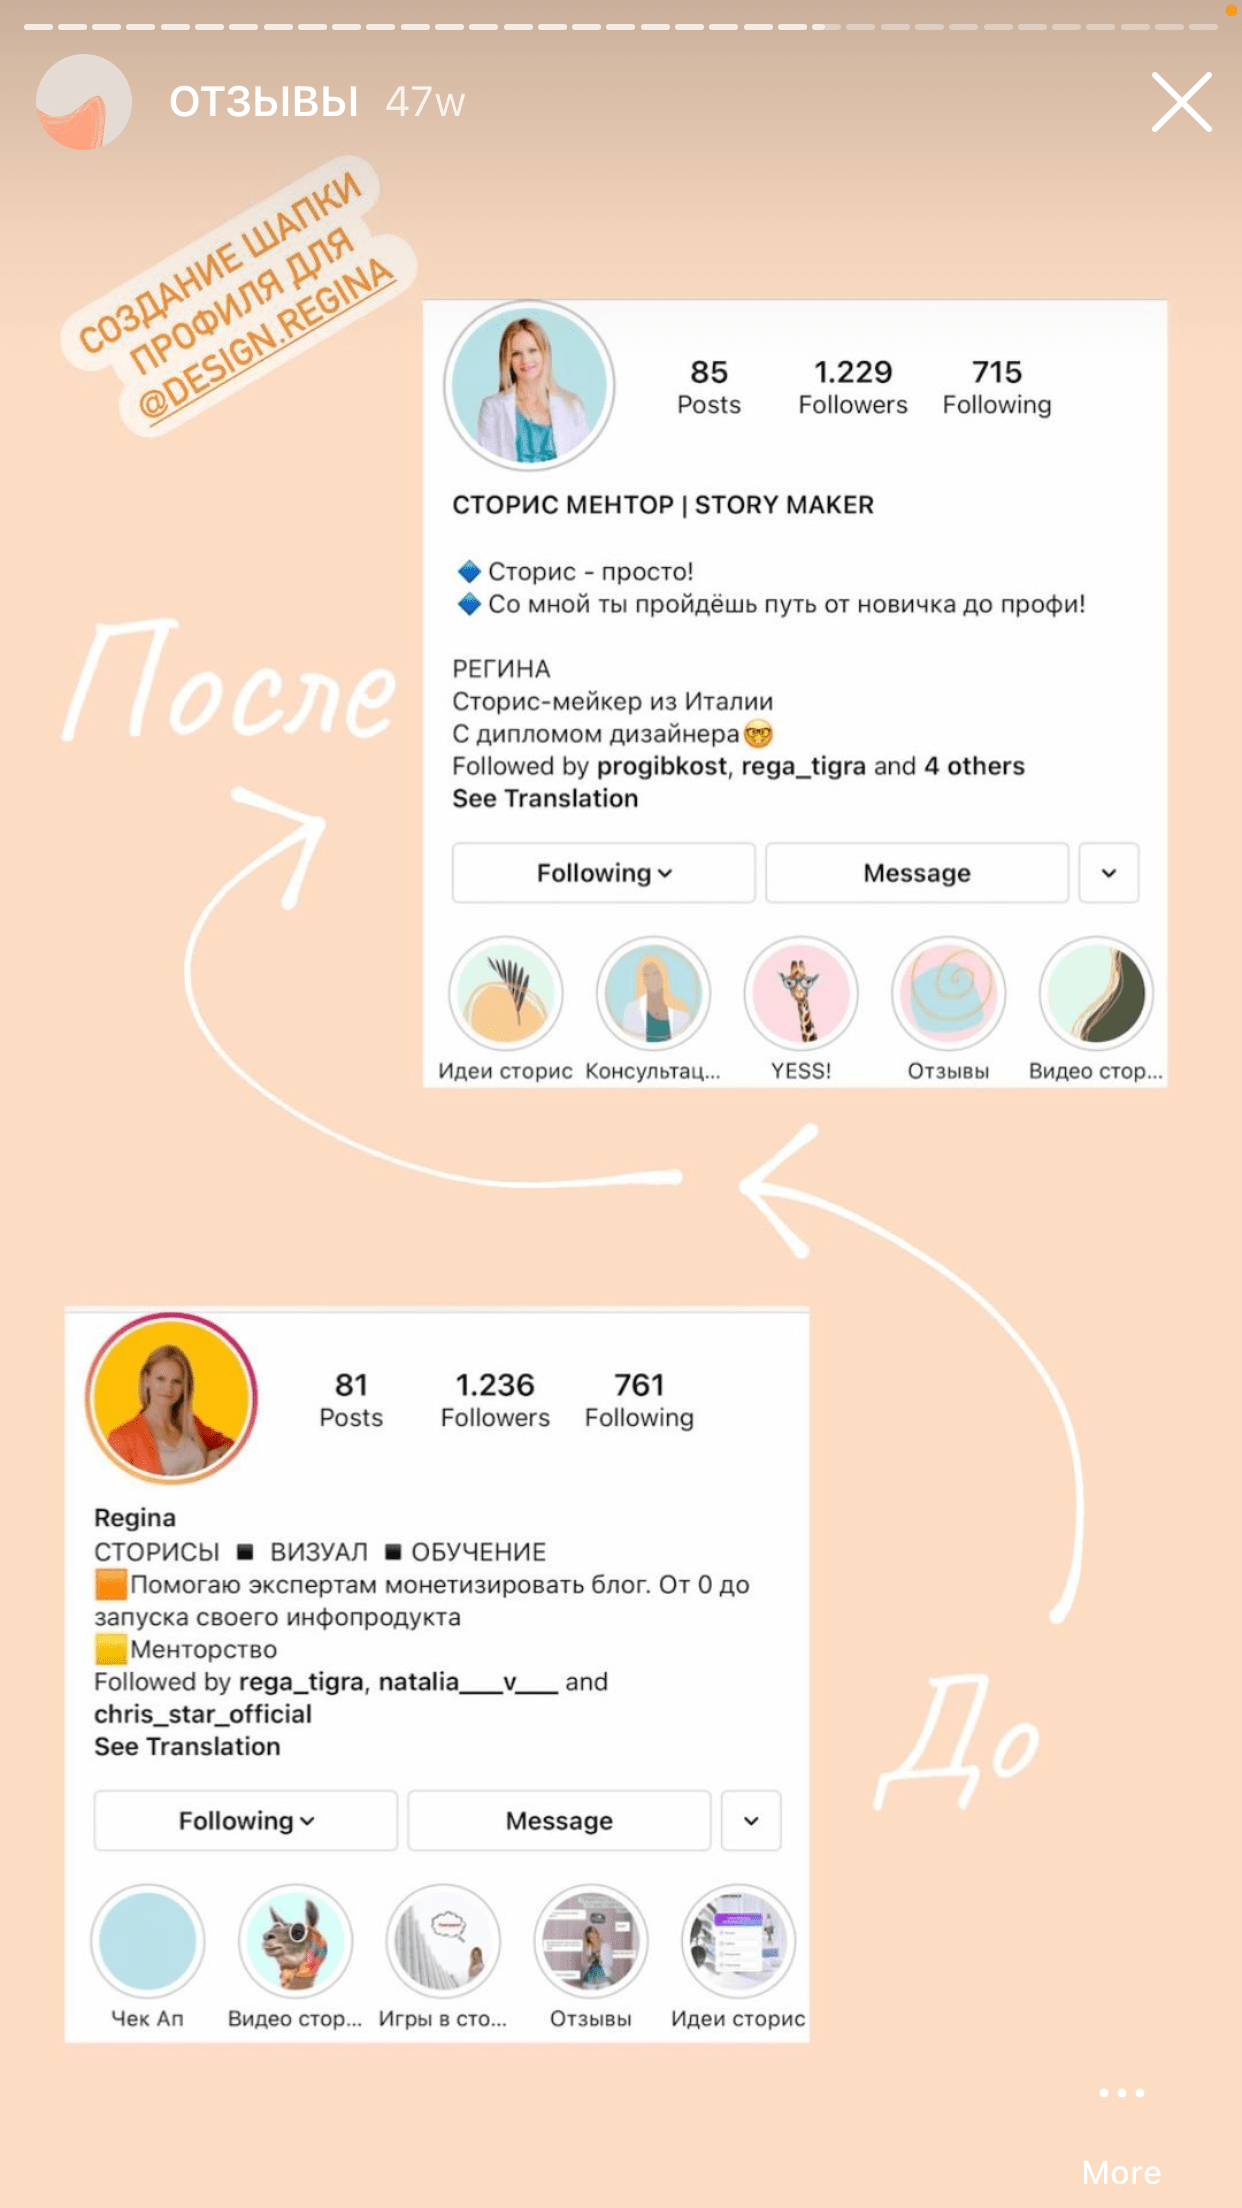 ОТЗЫВЫ 47w
СОЗДАНИЕ ШАПКИ
ПРОФИЛЯ ДЛЯ
@DESIGN.REGINA
85 1.229 715
Posts Followers Following
СТОРИС МЕНТОР | STORY MAKER
🔷 Сторис - просто!
🔷 Со мной ты пройдёшь путь от новичка до профи!
РЕГИНА
Сторис-мейкер из Италии
С дипломом дизайнера🤓
Followed by progibkost, rega_tigra and 4 others
See Translation
Following Message
Идеи сторис Консультац... YESS! Отзывы Видео стор...
После
81 1.236 761
Posts Followers Following
Regina
СТОРИСЫ ◾ ВИЗУАЛ ◾ОБУЧЕНИЕ
🟧Помогаю экспертам монетизировать блог. От 0 до
запуска своего инфопродукта
🟨Менторство
Followed by rega_tigra, natalia___v___ and
chris_star_official
See Translation
Following Message
Чек Ап Видео стор... Игры в сто... Отзывы Идеи сторис
До
More